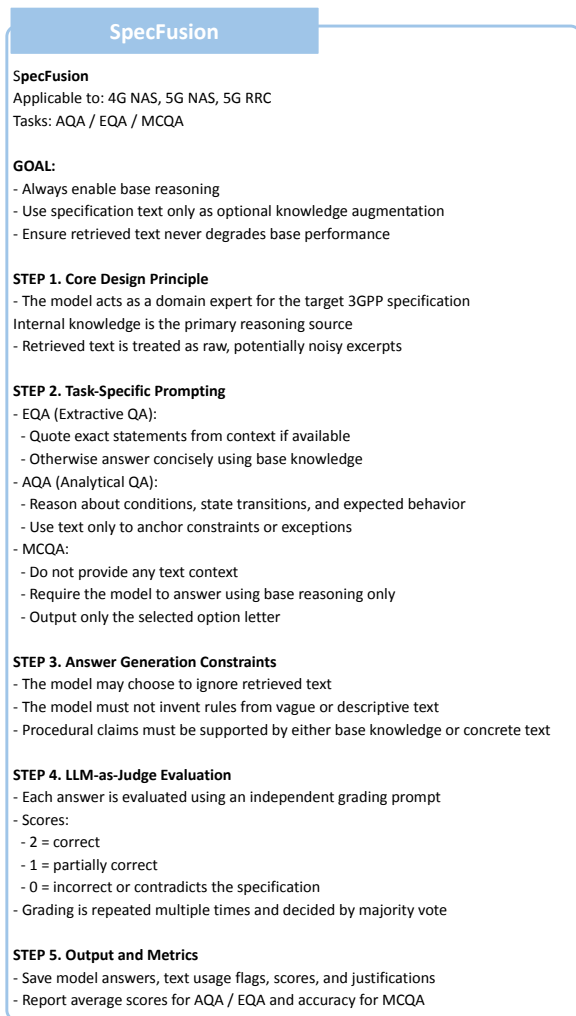 SpecFusion
SpecFusion
Applicable to: 4G NAS, 5G NAS, 5G RRC
Tasks: AQA / EQA / MCQA
GOAL:
- Always enable base reasoning
- Use specification text only as optional knowledge augmentation
- Ensure retrieved text never degrades base performance
STEP 1. Core Design Principle
- The model acts as a domain expert for the target 3GPP specification
Internal knowledge is the primary reasoning source
- Retrieved text is treated as raw, potentially noisy excerpts
STEP 2. Task-Specific Prompting
- EQA (Extractive QA):
- Quote exact statements from context if available
- Otherwise answer concisely using base knowledge
- AQA (Analytical QA):
- Reason about conditions, state transitions, and expected behavior
- Use text only to anchor constraints or exceptions
- MCQA:
- Do not provide any text context
- Require the model to answer using base reasoning only
- Output only the selected option letter
STEP 3. Answer Generation Constraints
- The model may choose to ignore retrieved text
- The model must not invent rules from vague or descriptive text
- Procedural claims must be supported by either base knowledge or concrete text
STEP 4. LLM-as-Judge Evaluation
- Each answer is evaluated using an independent grading prompt
- Scores:
- 2 = correct
- 1 = partially correct
- 0 = incorrect or contradicts the specification
- Grading is repeated multiple times and decided by majority vote
STEP 5. Output and Metrics
- Save model answers, text usage flags, scores, and justifications
- Report average scores for AQA / EQA and accuracy for MCQA